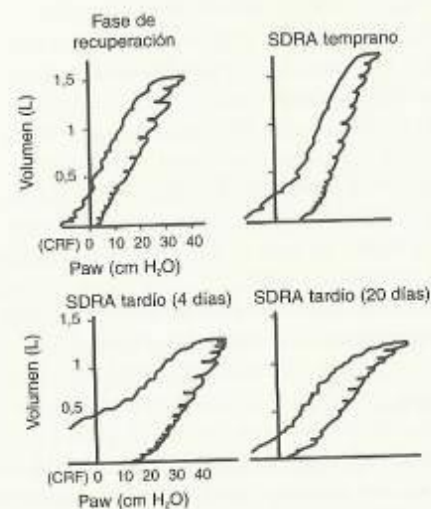 Fase de
recuperación
SDRA temprano
Volumen (L)
1,5
1
0,5
(CRF) 0 10 20 30 40
Paw (cm H₂O)
SDRA tardío (4 días)
SDRA tardío (20 días)
Volumen (L)
1,5
1
0,5
(CRF) 0 10 20 30 40
Paw (cm H₂O)